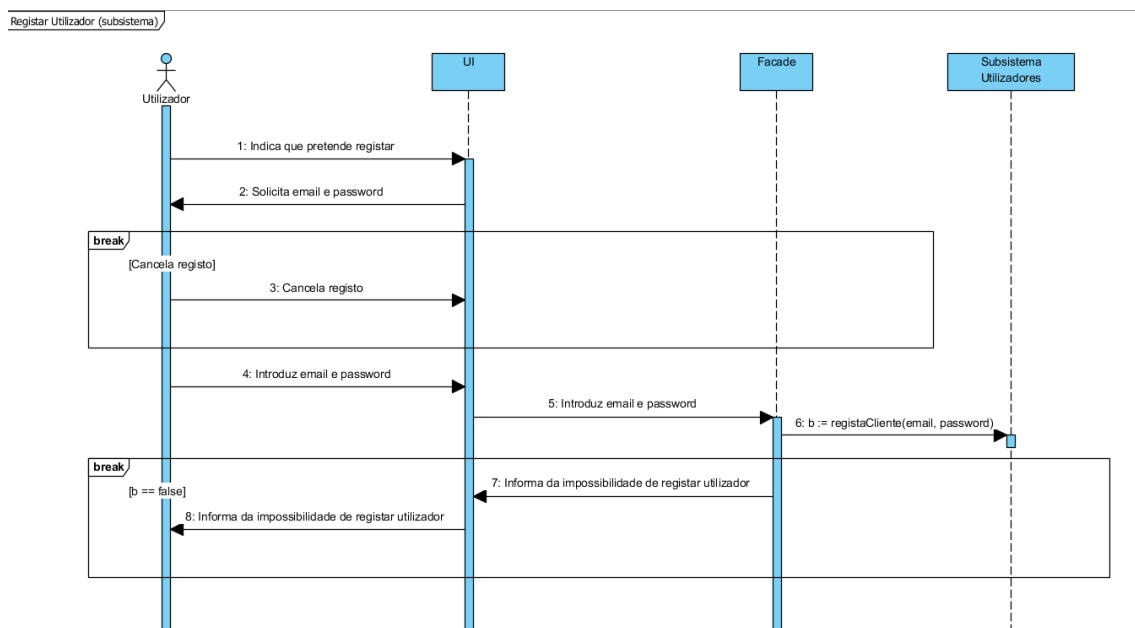 Registar Utilizador (subsistema)
Utilizador
UI
Facade
Subsistema
Utilizadores
1: Indica que pretende registar
2: Solicita email e password
break
[Cancela registo]
3: Cancela registo
4: Introduz email e password
5: Introduz email e password
6: b := registaCliente(email, password)
break
[b == false]
7: Informa da impossibilidade de registar utilizador
8: Informa da impossibilidade de registar utilizador